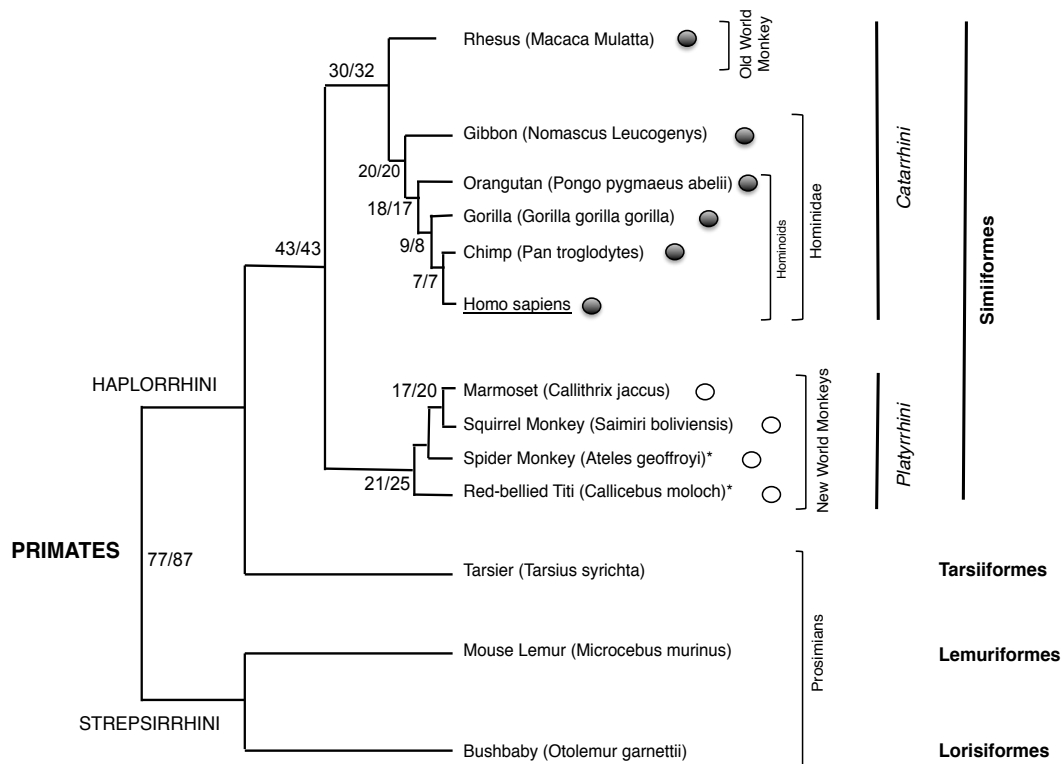 Rhesus (Macaca Mulatta)
Old World
Monkey
30/32
Gibbon (Nomascus Leucogenys)
20/20
Orangutan (Pongo pygmaeus abelii)
18/17
Gorilla (Gorilla gorilla gorilla)
9/8
Chimp (Pan troglodytes)
7/7
Homo sapiens
Hominoids
Hominidae
Catarrhini
Simiiformes
43/43
HAPLORRHINI
17/20
Marmoset (Callithrix jaccus)
Squirrel Monkey (Saimiri boliviensis)
Spider Monkey (Ateles geoffroyi)*
21/25
Red-bellied Titi (Callicebus moloch)*
New World Monkeys
Platyrrhini
PRIMATES
77/87
Tarsier (Tarsius syrichta)
Tarsiiformes
Mouse Lemur (Microcebus murinus)
Lemuriformes
Prosimians
STREPSIRRHINI
Bushbaby (Otolemur garnettii)
Lorisiformes